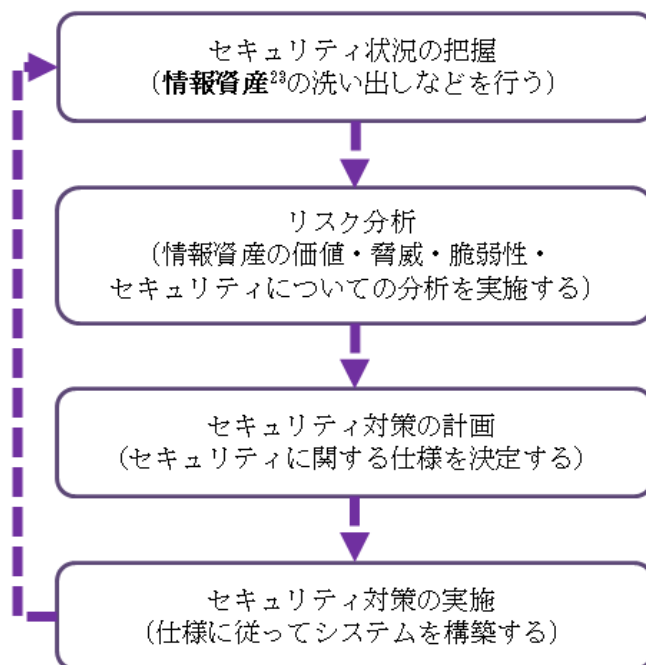 セキュリティ状況の把握
(情報資産²³の洗い出しなどを行う)
リスク分析
(情報資産の価値・脅威・脆弱性・
セキュリティについての分析を実施する)
セキュリティ対策の計画
(セキュリティに関する仕様を決定する)
セキュリティ対策の実施
(仕様に従ってシステムを構築する)